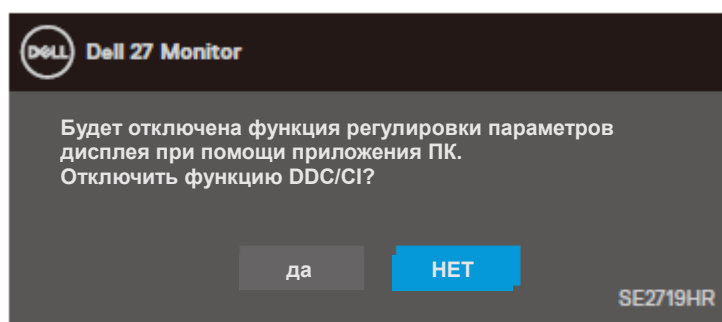 DELL Dell 27 Monitor
Будет отключена функция регулировки параметров
дисплея при помощи приложения ПК.
Отключить функцию DDC/CI?
да НЕТ
SE2719HR